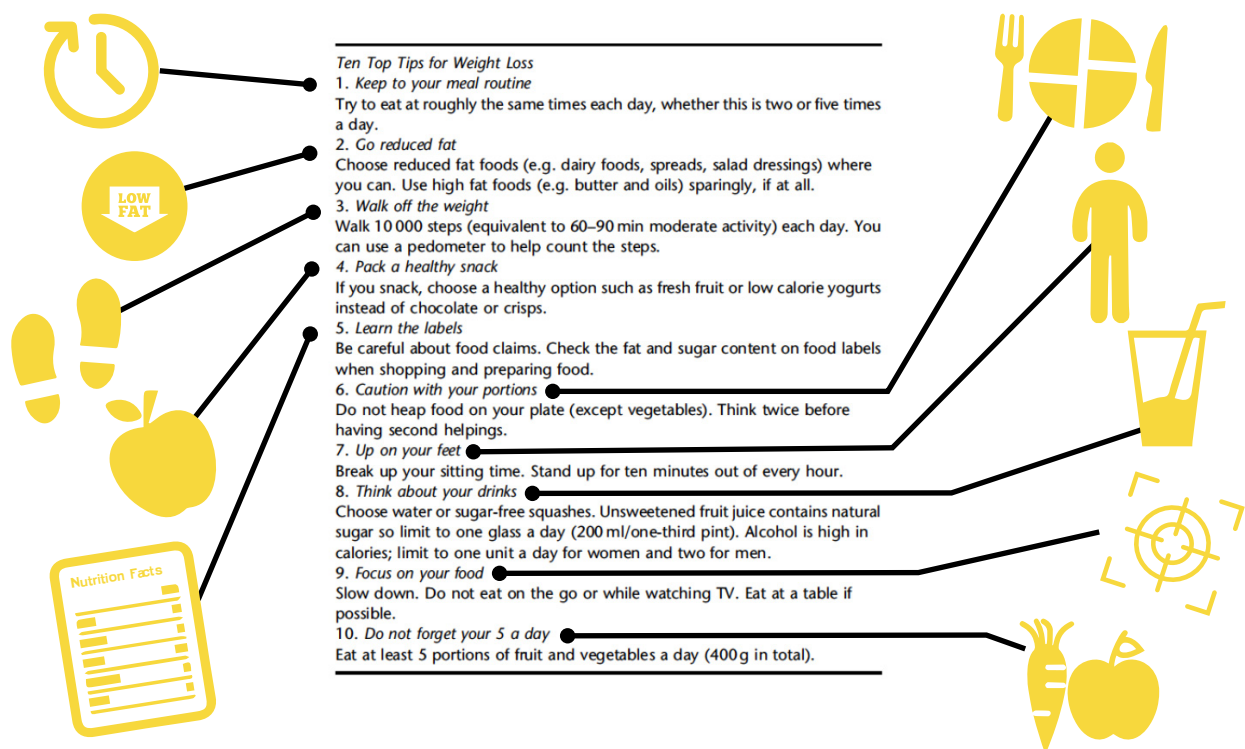 Ten Top Tips for Weight Loss
1. Keep to your meal routine
Try to eat at roughly the same times each day, whether this is two or five times
a day.
2. Go reduced fat
Choose reduced fat foods (e.g. dairy foods, spreads, salad dressings) where
you can. Use high fat foods (e.g. butter and oils) sparingly, if at all.
3. Walk off the weight
Walk 10 000 steps (equivalent to 60–90 min moderate activity) each day. You
can use a pedometer to help count the steps.
4. Pack a healthy snack
If you snack, choose a healthy option such as fresh fruit or low calorie yogurts
instead of chocolate or crisps.
5. Learn the labels
Be careful about food claims. Check the fat and sugar content on food labels
when shopping and preparing food.
6. Caution with your portions
Do not heap food on your plate (except vegetables). Think twice before
having second helpings.
7. Up on your feet
Break up your sitting time. Stand up for ten minutes out of every hour.
8. Think about your drinks
Choose water or sugar-free squashes. Unsweetened fruit juice contains natural
sugar so limit to one glass a day (200 ml/one-third pint). Alcohol is high in
calories; limit to one unit a day for women and two for men.
9. Focus on your food
Slow down. Do not eat on the go or while watching TV. Eat at a table if
possible.
10. Do not forget your 5 a day
Eat at least 5 portions of fruit and vegetables a day (400 g in total).
LOW
FAT
Nutrition Facts